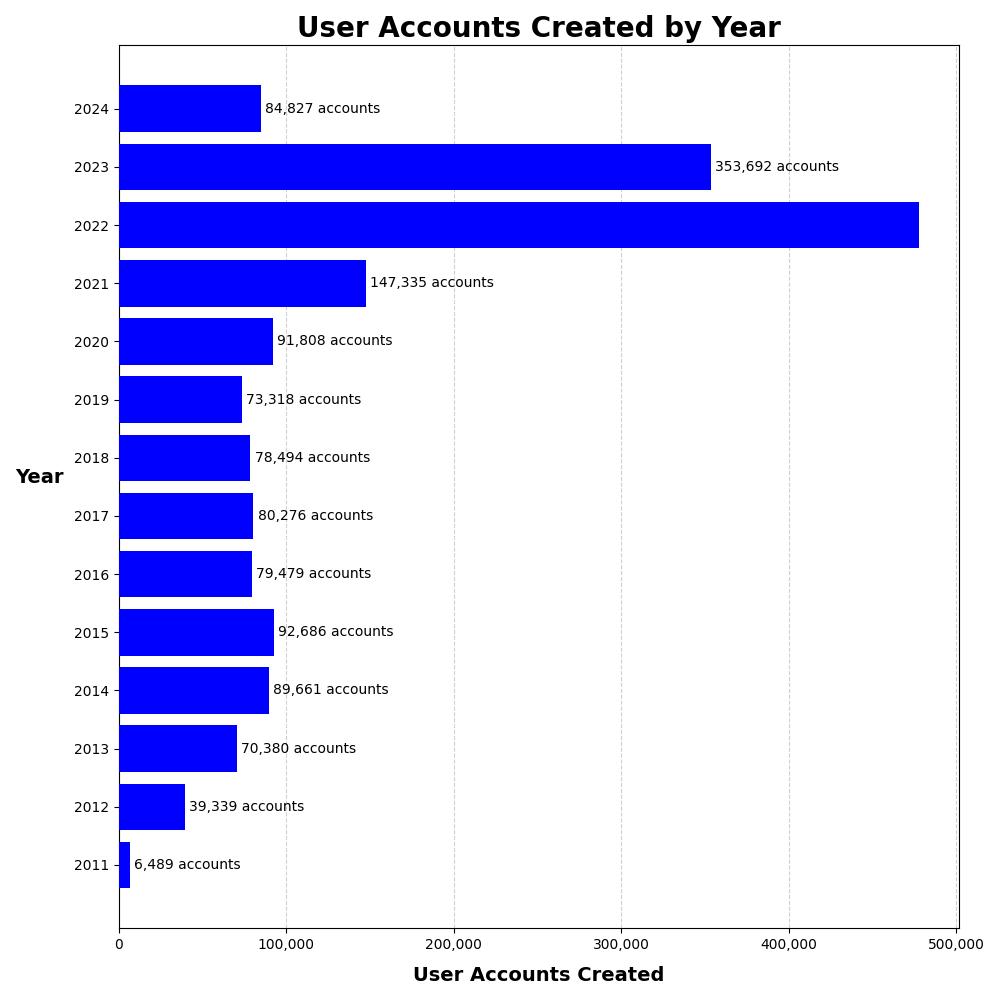 User Accounts Created by Year
2024
84,827 accounts
2023
353,692 accounts
2022
2021
147,335 accounts
2020
91,808 accounts
2019
73,318 accounts
2018
78,494 accounts
Year
2017
80,276 accounts
2016
79,479 accounts
2015
92,686 accounts
2014
89,661 accounts
2013
70,380 accounts
2012
39,339 accounts
2011
6,489 accounts
0 100,000 200,000 300,000 400,000 500,000
User Accounts Created